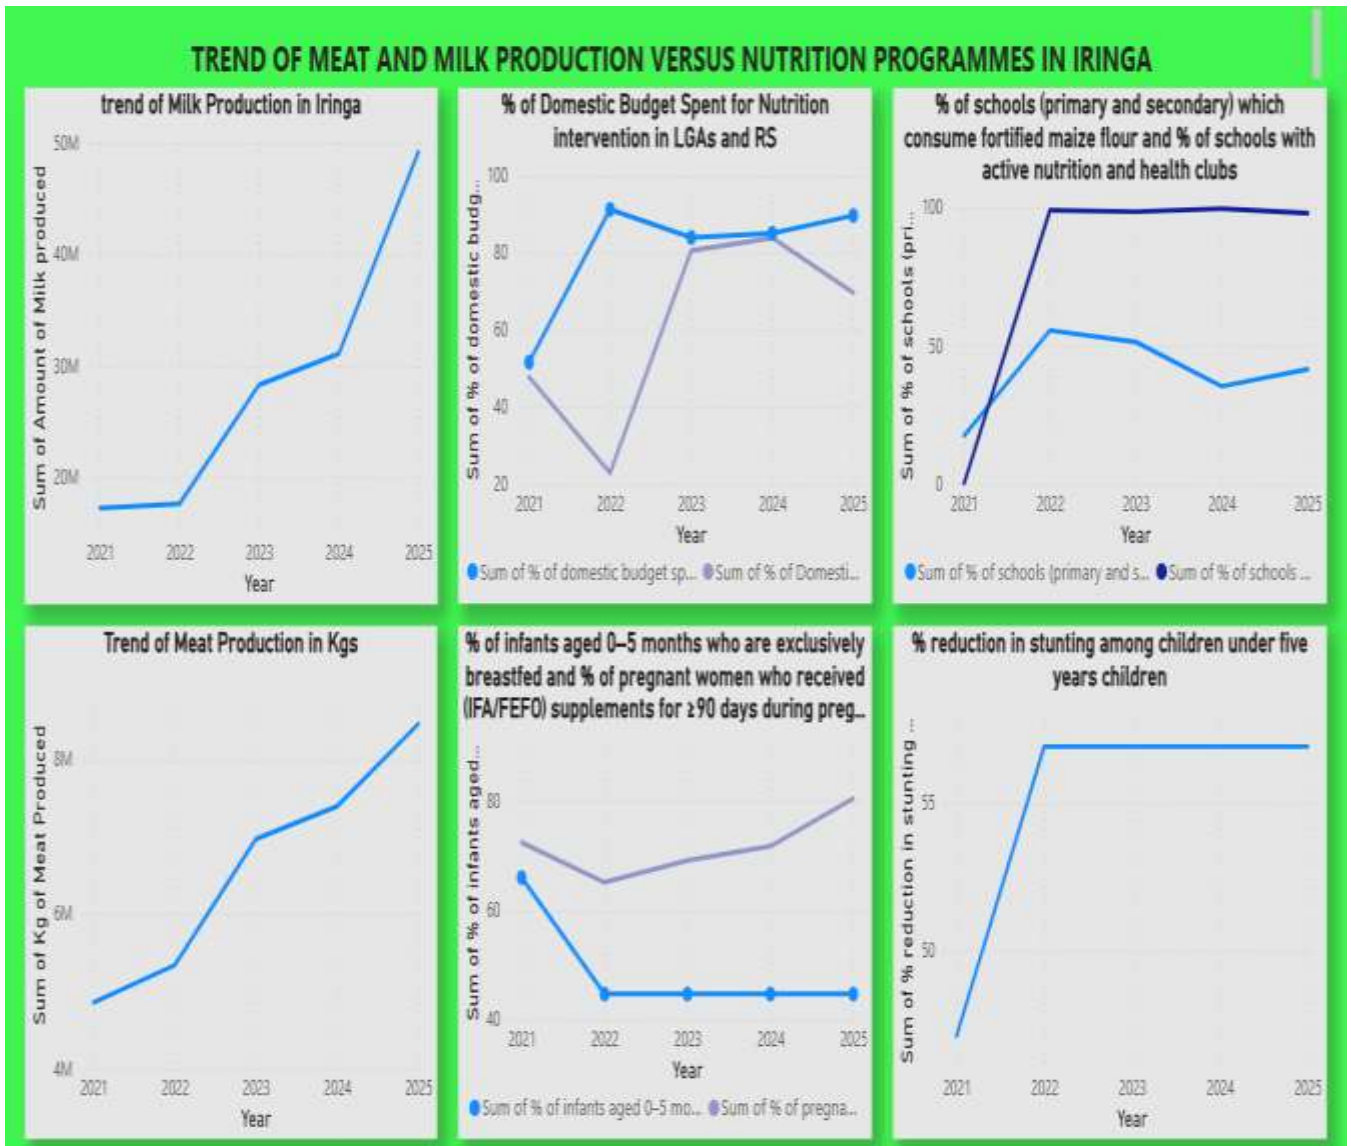 TREND OF MEAT AND MILK PRODUCTION VERSUS NUTRITION PROGRAMMES IN IRINGA
trend of Milk Production in Iringa
Sum of Amount of Milk produced
50M
40M
30M
20M
2021 2022 2023 2024 2025
Year
% of Domestic Budget Spent for Nutrition
intervention in LGAs and RS
Sum of % of domestic budg...
100
80
60
40
20
2021 2022 2023 2024 2025
Year
Sum of % of domestic budget sp... Sum of % of Domesti...
% of schools (primary and secondary) which
consume fortified maize flour and % of schools with
active nutrition and health clubs
Sum of % of schools (pri...
100
50
0
2021 2022 2023 2024 2025
Year
Sum of % of schools (primary and s... Sum of % of schools ...
Trend of Meat Production in Kgs
Sum of Kg of Meat Produced
8M
6M
4M
2021 2022 2023 2024 2025
Year
% of infants aged 0–5 months who are exclusively
breastfed and % of pregnant women who received
(IFA/FEFO) supplements for ≥90 days during preg...
Sum of % of infants aged...
80
60
40
2021 2022 2023 2024 2025
Year
Sum of % of infants aged 0–5 mo... Sum of % of pregna...
% reduction in stunting among children under five
years children
Sum of % reduction in stunting ...
55
50
2021 2022 2023 2024 2025
Year